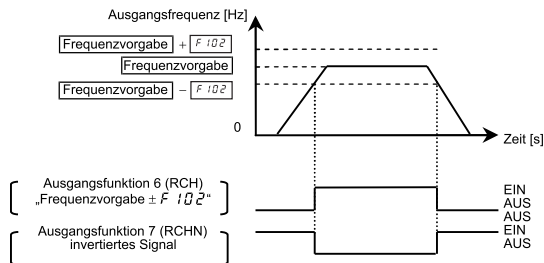 Ausgangsfrequenz [Hz]
Frequenzvorgabe + F 102
Frequenzvorgabe
Frequenzvorgabe − F 102
0
Zeit [s]
Ausgangsfunktion 6 (RCH)
„Frequenzvorgabe ± F 102“
EIN
AUS
AUS
Ausgangsfunktion 7 (RCHN)
invertiertes Signal
EIN
AUS